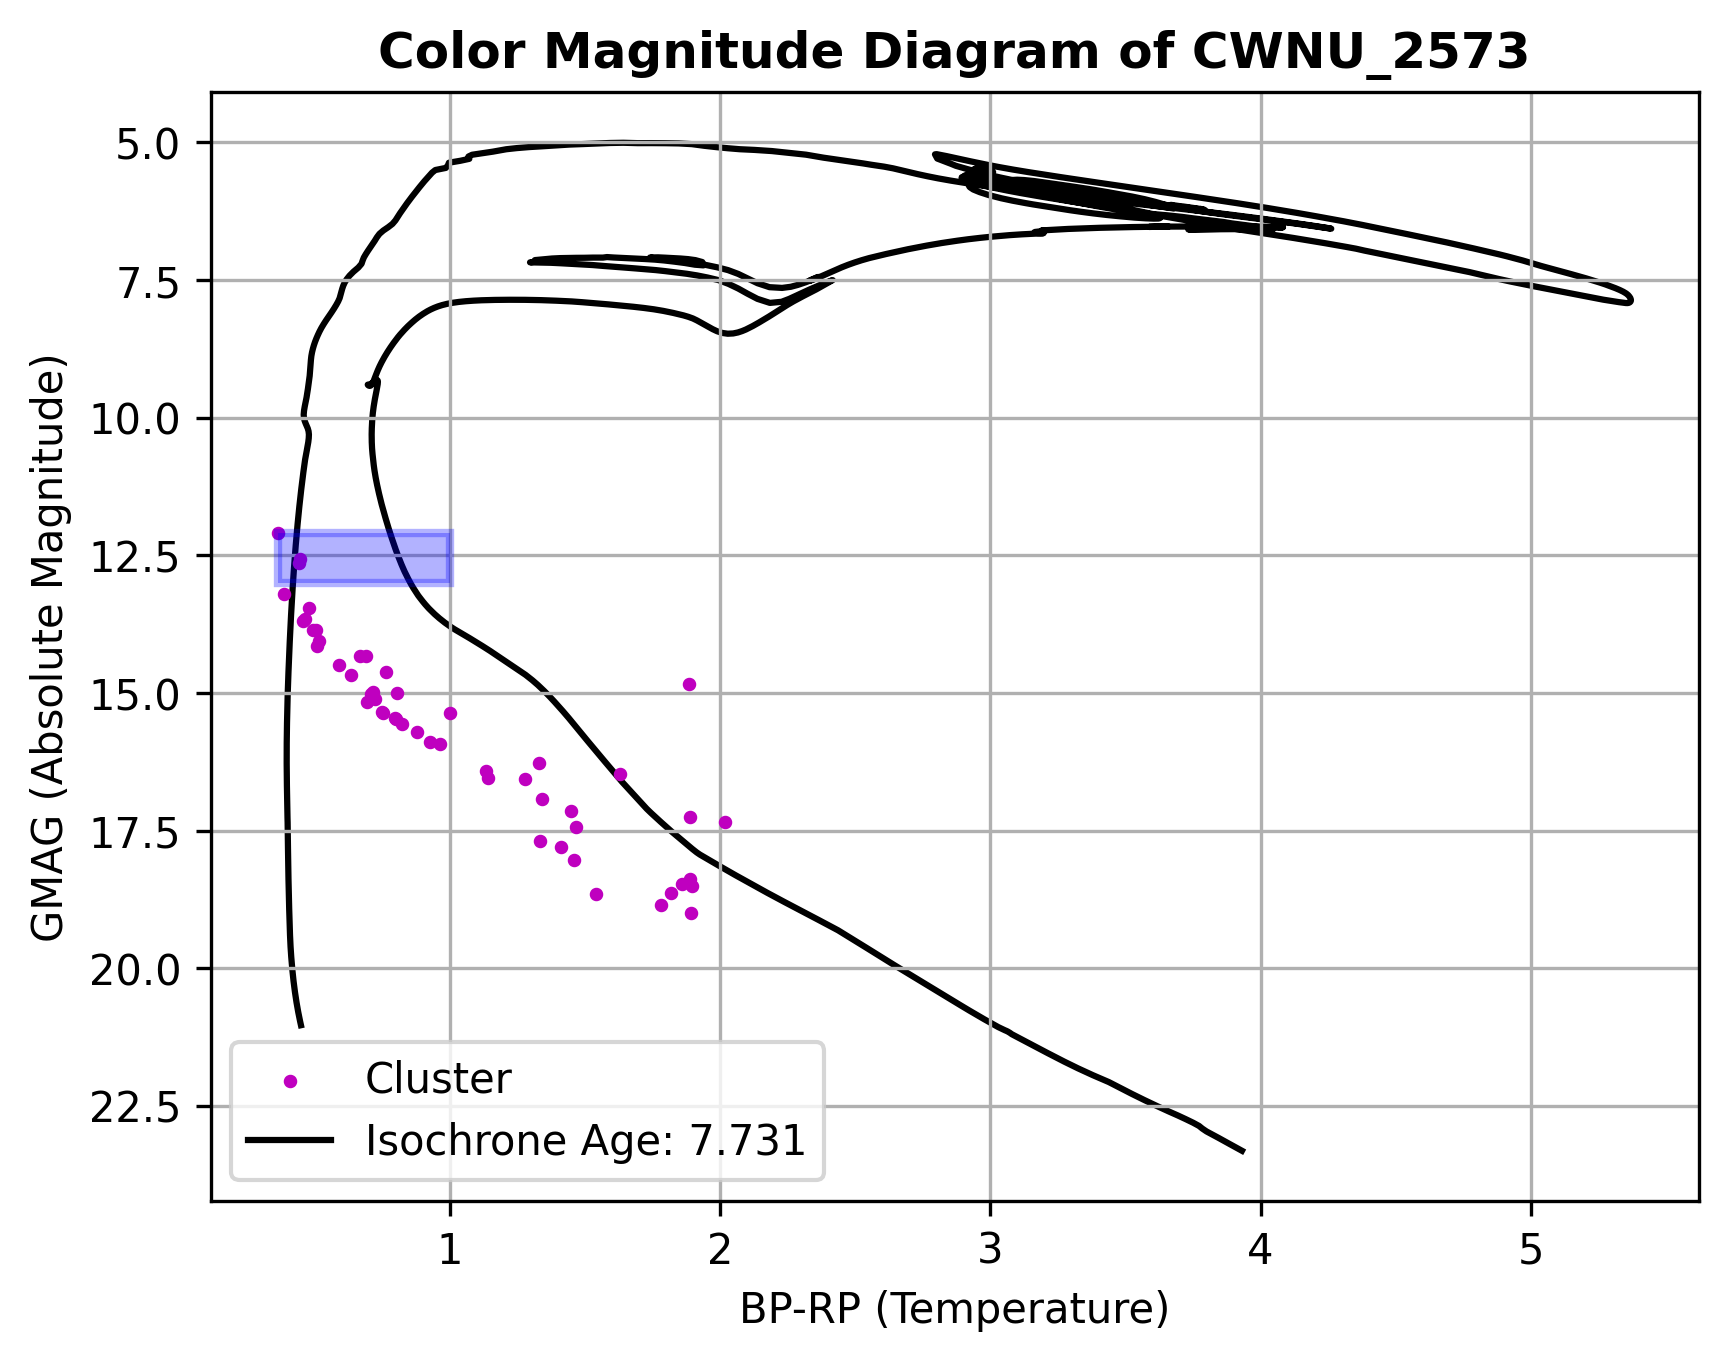 Color Magnitude Diagram of CWNU_2573
GMAG (Absolute Magnitude)
5.0
7.5
10.0
12.5
15.0
17.5
20.0
22.5
Cluster
Isochrone Age: 7.731
1 2 3 4 5
BP-RP (Temperature)